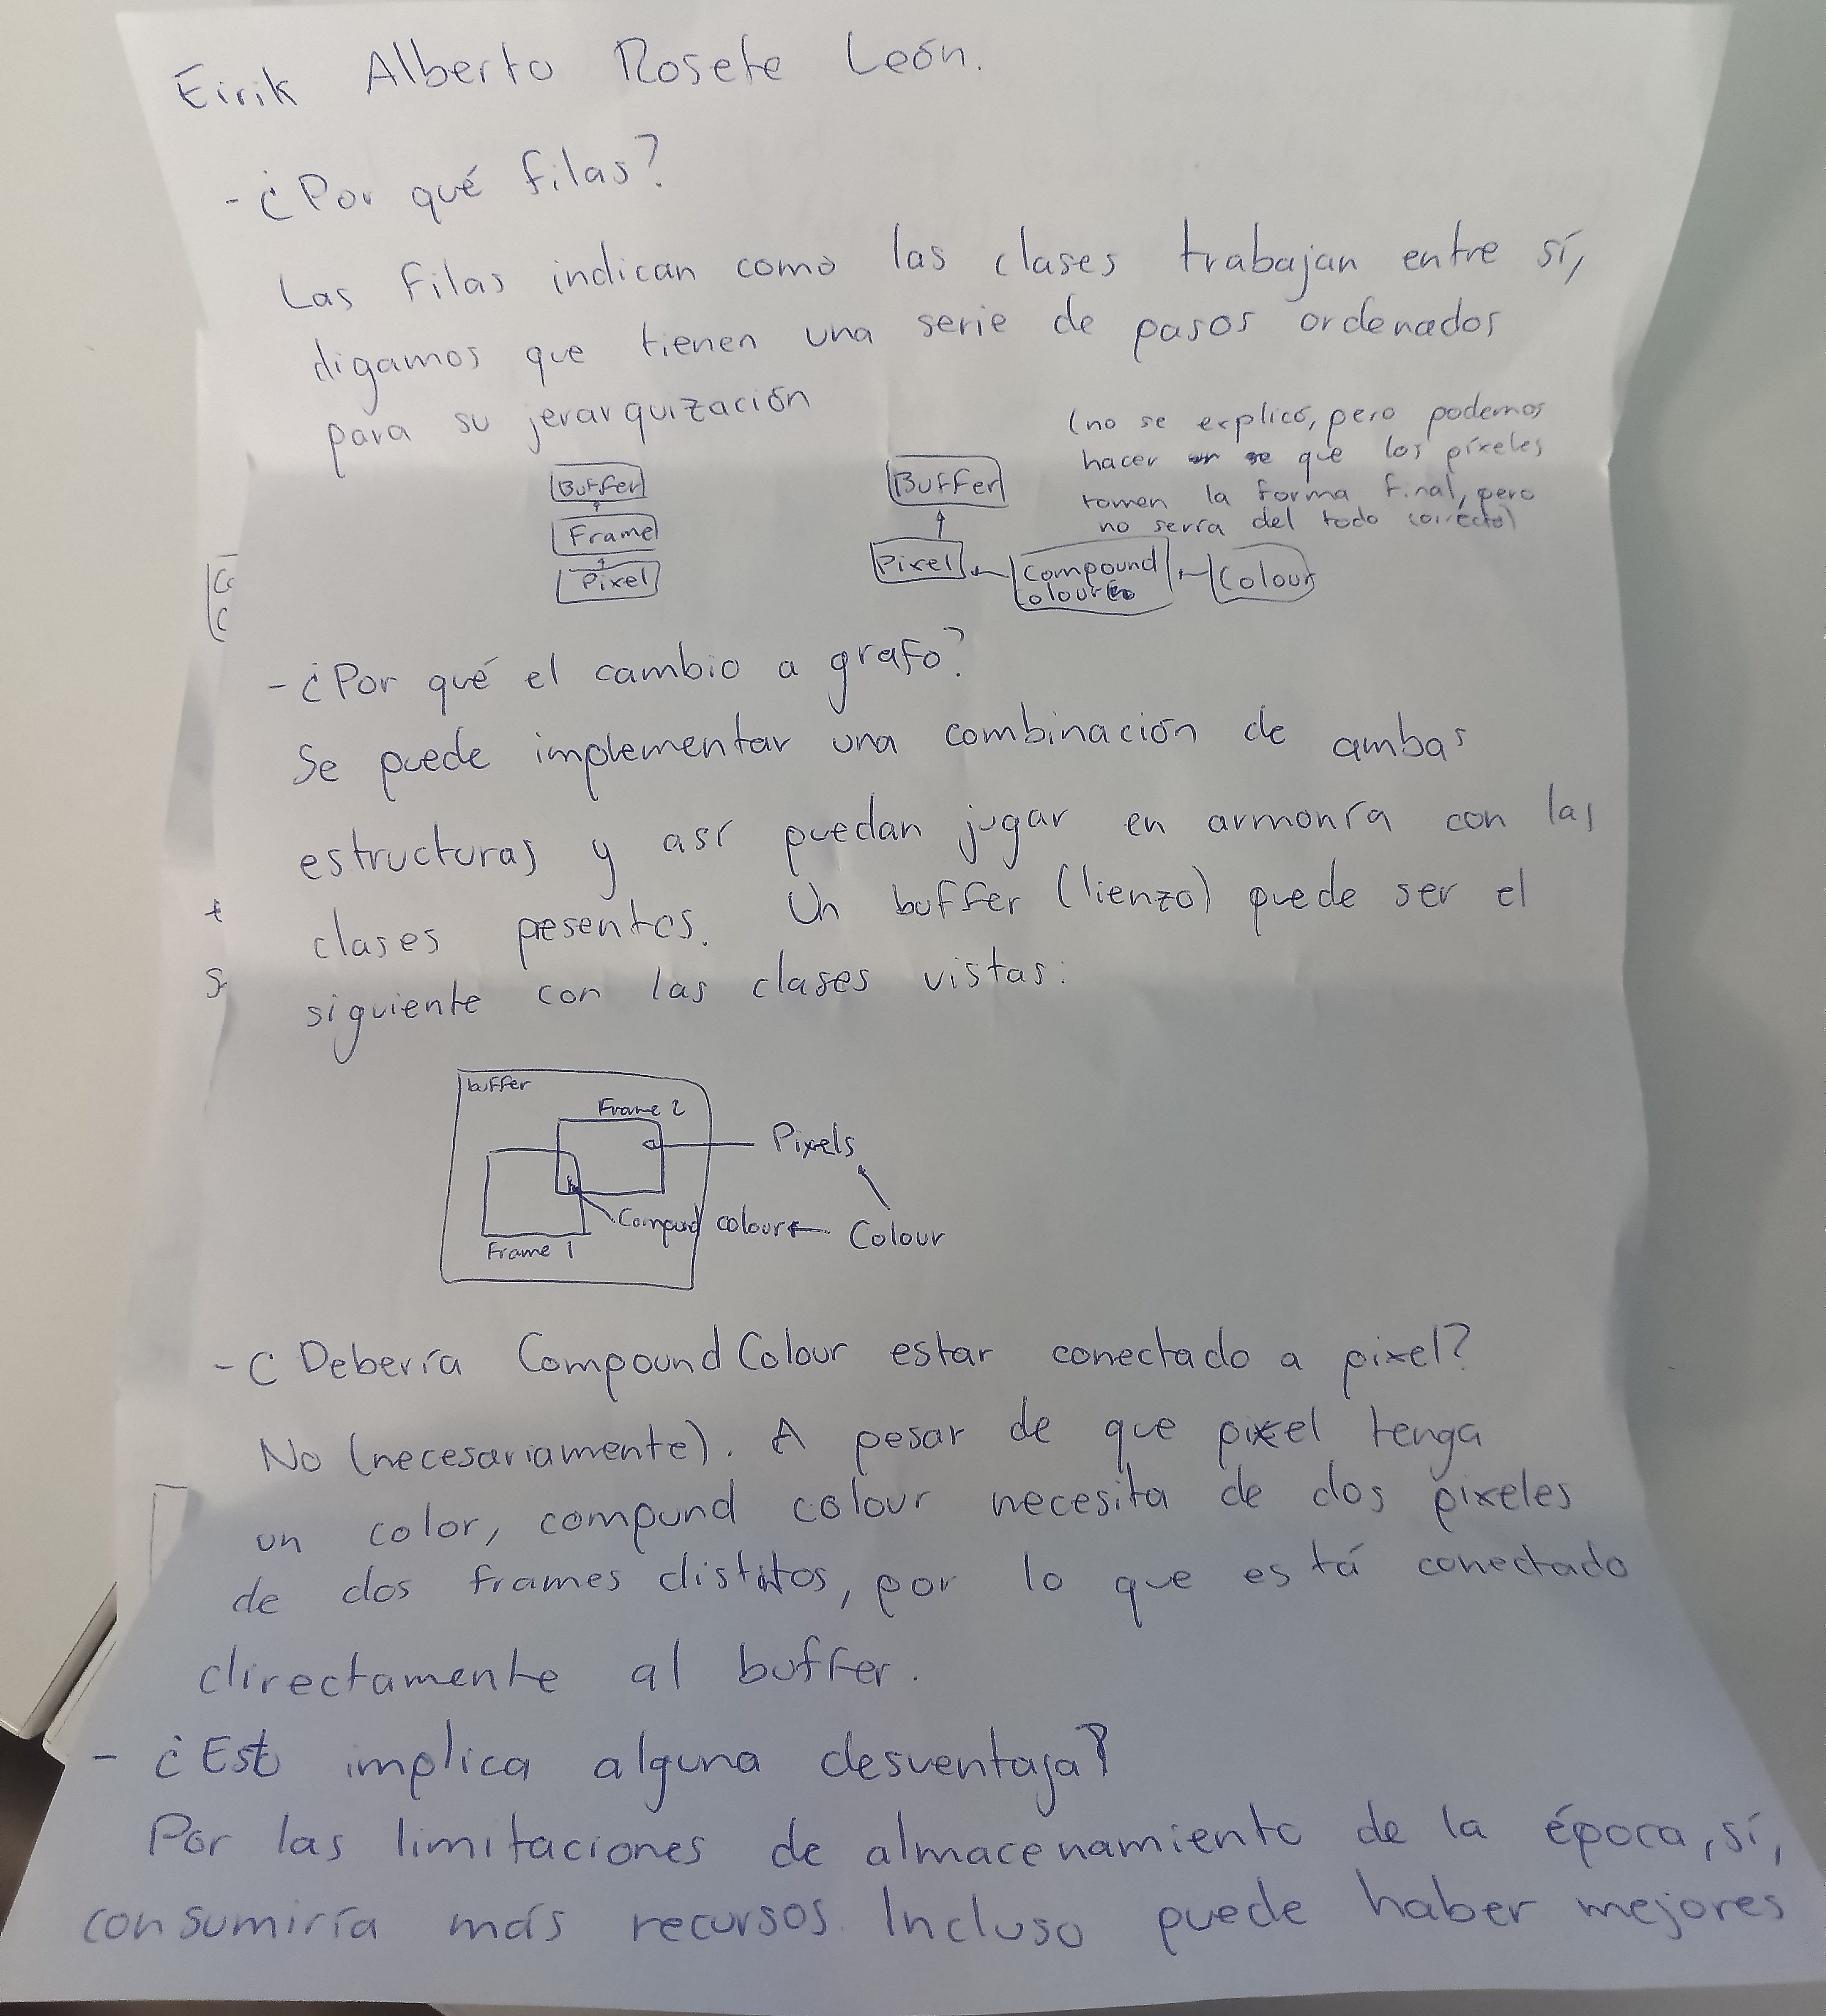 Eirik Alberto Rosete León.
- ¿Por qué filas?
Las filas indican como las clases trabajan entre sí,
digamos que tienen una serie de pasos ordenados
para su jerarquización
(no se explicó, pero podemos
hacer se que los píxeles
tomen la forma final, pero
no sería del todo correcto)
Buffer
Frame
Pixel
Buffer
Pixel
Compound
Colour
Colour
- ¿Por qué el cambio a grafo?
Se puede implementar una combinación de ambas
estructuras y así puedan jugar en armonía con las
clases presentes. Un buffer (lienzo) puede ser el
siguiente con las clases vistas:
buffer
Frame 2
Pixels
Compund colour
Colour
Frame 1
- ¿Debería Compound Colour estar conectado a pixel?
No (necesariamente). A pesar de que pixel tenga
un color, compund colour necesita de dos pixeles
de dos frames distintos, por lo que está conectado
directamente al buffer.
- ¿Esto implica alguna desventaja?
Por las limitaciones de almacenamiento de la época, sí,
consumiría más recursos. Incluso puede haber mejores